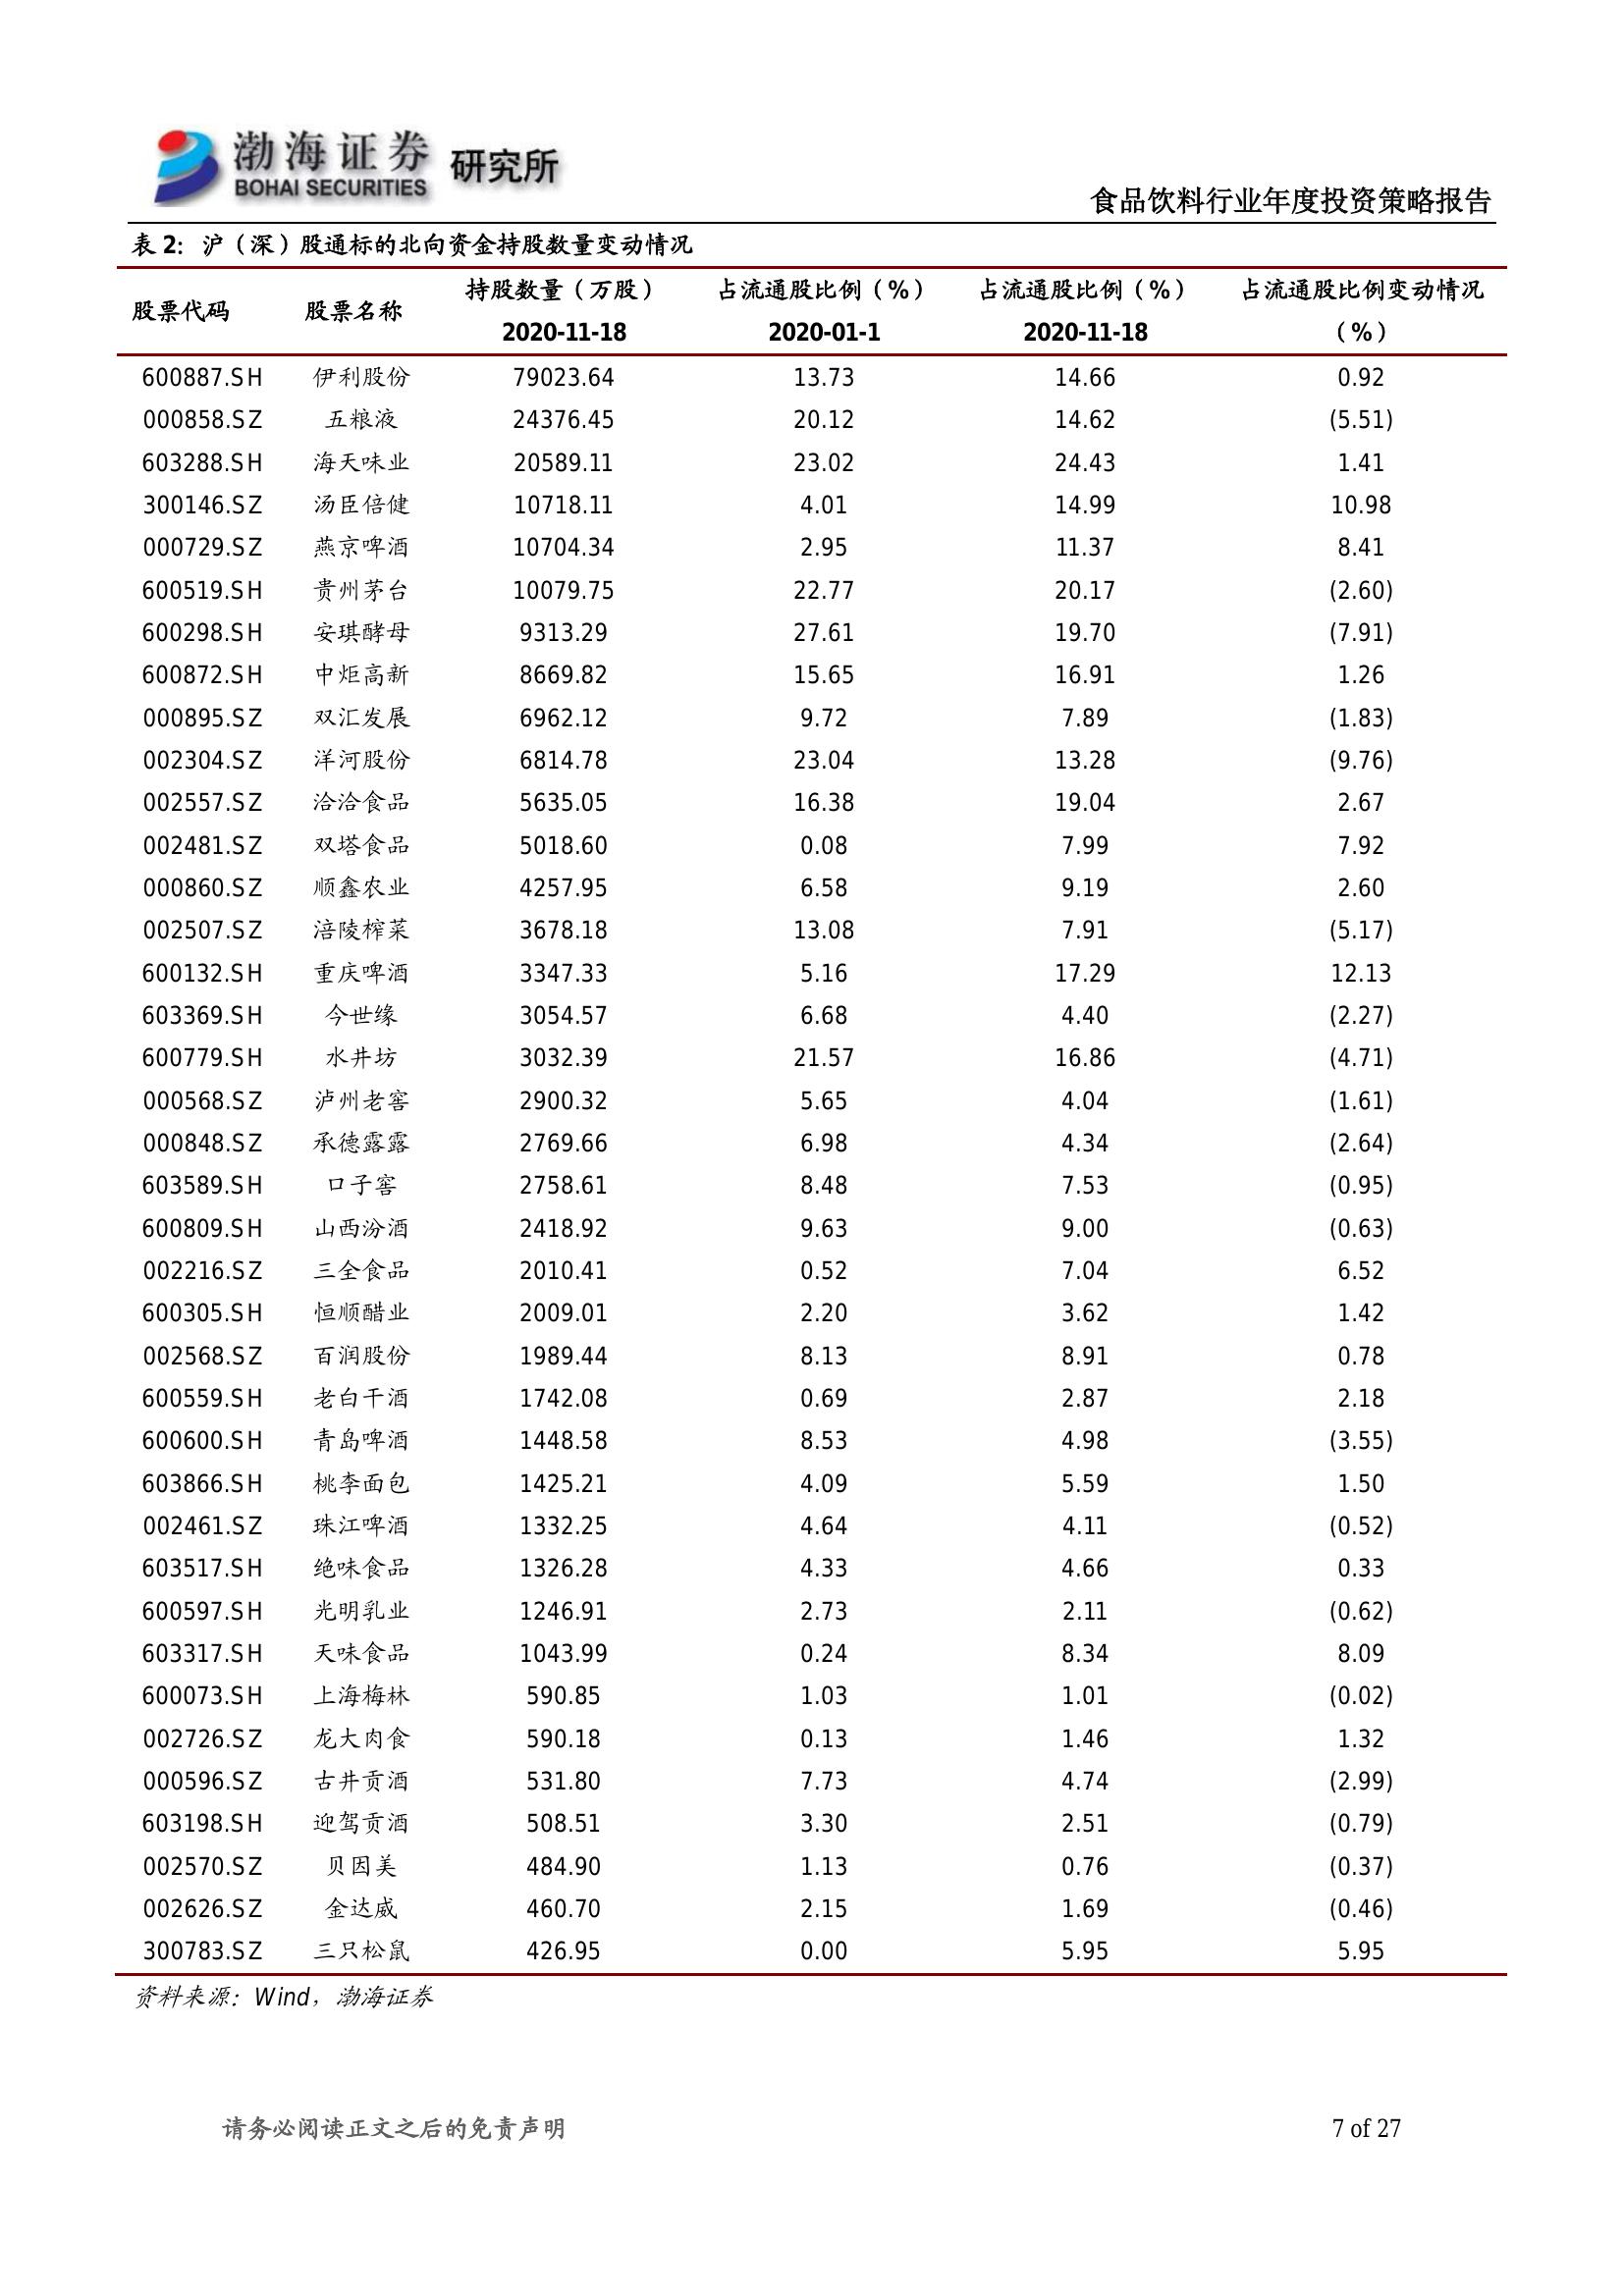 渤海证券 研究所
BOHAI SECURITIES
食品饮料行业年度投资策略报告
表 2：沪（深）股通标的北向资金持股数量变动情况
股票代码 股票名称 持股数量（万股） 占流通股比例（%） 占流通股比例（%） 占流通股比例变动情况
2020-11-18 2020-01-1 2020-11-18 （%）
600887.SH 伊利股份 79023.64 13.73 14.66 0.92
000858.SZ 五粮液 24376.45 20.12 14.62 (5.51)
603288.SH 海天味业 20589.11 23.02 24.43 1.41
300146.SZ 汤臣倍健 10718.11 4.01 14.99 10.98
000729.SZ 燕京啤酒 10704.34 2.95 11.37 8.41
600519.SH 贵州茅台 10079.75 22.77 20.17 (2.60)
600298.SH 安琪酵母 9313.29 27.61 19.70 (7.91)
600872.SH 中炬高新 8669.82 15.65 16.91 1.26
000895.SZ 双汇发展 6962.12 9.72 7.89 (1.83)
002304.SZ 洋河股份 6814.78 23.04 13.28 (9.76)
002557.SZ 洽洽食品 5635.05 16.38 19.04 2.67
002481.SZ 双塔食品 5018.60 0.08 7.99 7.92
000860.SZ 顺鑫农业 4257.95 6.58 9.19 2.60
002507.SZ 涪陵榨菜 3678.18 13.08 7.91 (5.17)
600132.SH 重庆啤酒 3347.33 5.16 17.29 12.13
603369.SH 今世缘 3054.57 6.68 4.40 (2.27)
600779.SH 水井坊 3032.39 21.57 16.86 (4.71)
000568.SZ 泸州老窖 2900.32 5.65 4.04 (1.61)
000848.SZ 承德露露 2769.66 6.98 4.34 (2.64)
603589.SH 口子窖 2758.61 8.48 7.53 (0.95)
600809.SH 山西汾酒 2418.92 9.63 9.00 (0.63)
002216.SZ 三全食品 2010.41 0.52 7.04 6.52
600305.SH 恒顺醋业 2009.01 2.20 3.62 1.42
002568.SZ 百润股份 1989.44 8.13 8.91 0.78
600559.SH 老白干酒 1742.08 0.69 2.87 2.18
600600.SH 青岛啤酒 1448.58 8.53 4.98 (3.55)
603866.SH 桃李面包 1425.21 4.09 5.59 1.50
002461.SZ 珠江啤酒 1332.25 4.64 4.11 (0.52)
603517.SH 绝味食品 1326.28 4.33 4.66 0.33
600597.SH 光明乳业 1246.91 2.73 2.11 (0.62)
603317.SH 天味食品 1043.99 0.24 8.34 8.09
600073.SH 上海梅林 590.85 1.03 1.01 (0.02)
002726.SZ 龙大肉食 590.18 0.13 1.46 1.32
000596.SZ 古井贡酒 531.80 7.73 4.74 (2.99)
603198.SH 迎驾贡酒 508.51 3.30 2.51 (0.79)
002570.SZ 贝因美 484.90 1.13 0.76 (0.37)
002626.SZ 金达威 460.70 2.15 1.69 (0.46)
300783.SZ 三只松鼠 426.95 0.00 5.95 5.95
资料来源：Wind，渤海证券
请务必阅读正文之后的免责声明 7 of 27